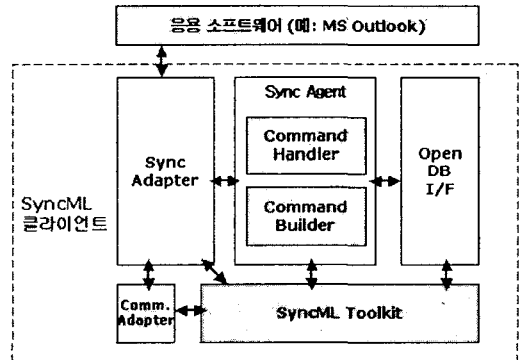 응용 소프트웨어 (예: MS Outlook)
Sync Agent
Command
Handler
Sync
Adapter
Open
DB
I/F
Command
Builder
SyncML
클라이언트
Comm.
Adapter
SyncML Toolkit